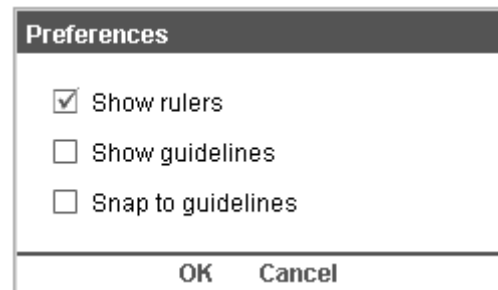 Preferences
Show rulers
Show guidelines
Snap to guidelines
OK Cancel